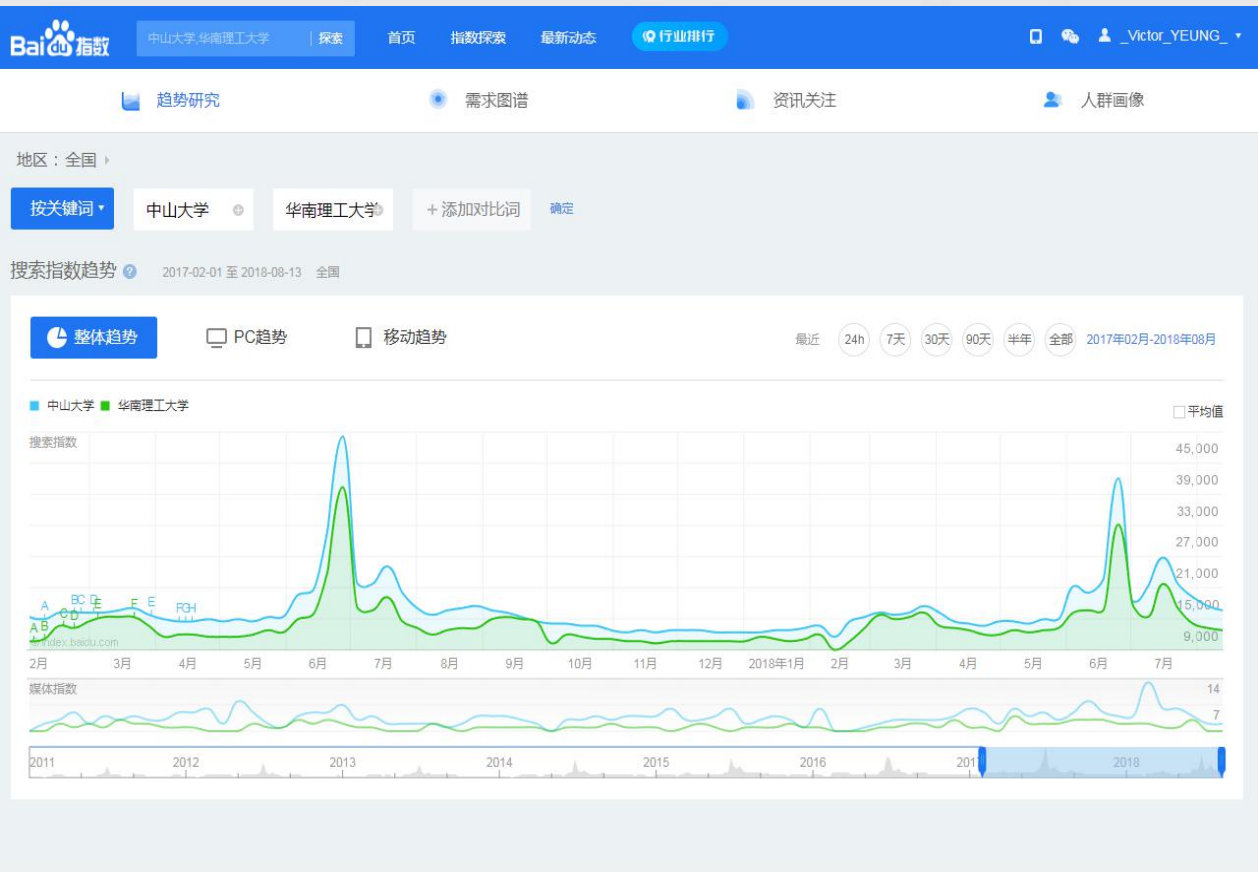 Bai du 指数 中山大学,华南理工大学 | 探索 首页 指数探索 最新动态 行业排行 _Victor_YEUNG_
趋势研究 需求图谱 资讯关注 人群画像
地区：全国
按关键词 中山大学 华南理工大学 +添加对比词 确定
搜索指数趋势 ? 2017-02-01 至 2018-08-13 全国
整体趋势 PC趋势 移动趋势 最近 24h 7天 30天 90天 半年 全部 2017年02月-2018年08月
中山大学 华南理工大学
平均值
搜索指数
45,000
39,000
33,000
27,000
21,000
15,000
9,000
A BC D E F E FGH
A B C D
index.baidu.com
2月 3月 4月 5月 6月 7月 8月 9月 10月 11月 12月 2018年1月 2月 3月 4月 5月 6月 7月
媒体指数
14
7
2011 2012 2013 2014 2015 2016 2017 2018